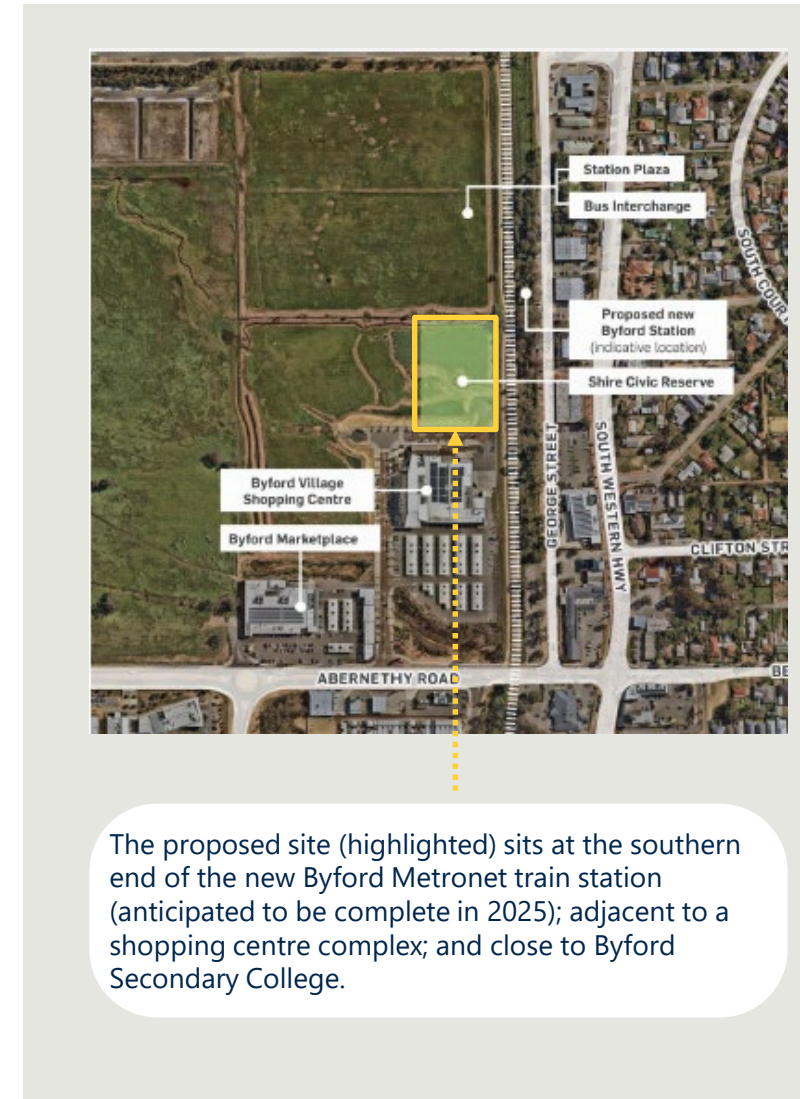 Station Plaza
Bus Interchange
SOUTH COUR
Proposed new
Byford Station
(indicative location)
Shire Civic Reserve
GEORGE STREET
SOUTH WESTERN HWY
Byford Village
Shopping Centre
Byford Marketplace
CLIFTON STR
ABERNETHY ROAD
BE
The proposed site (highlighted) sits at the southern
end of the new Byford Metronet train station
(anticipated to be complete in 2025); adjacent to a
shopping centre complex; and close to Byford
Secondary College.